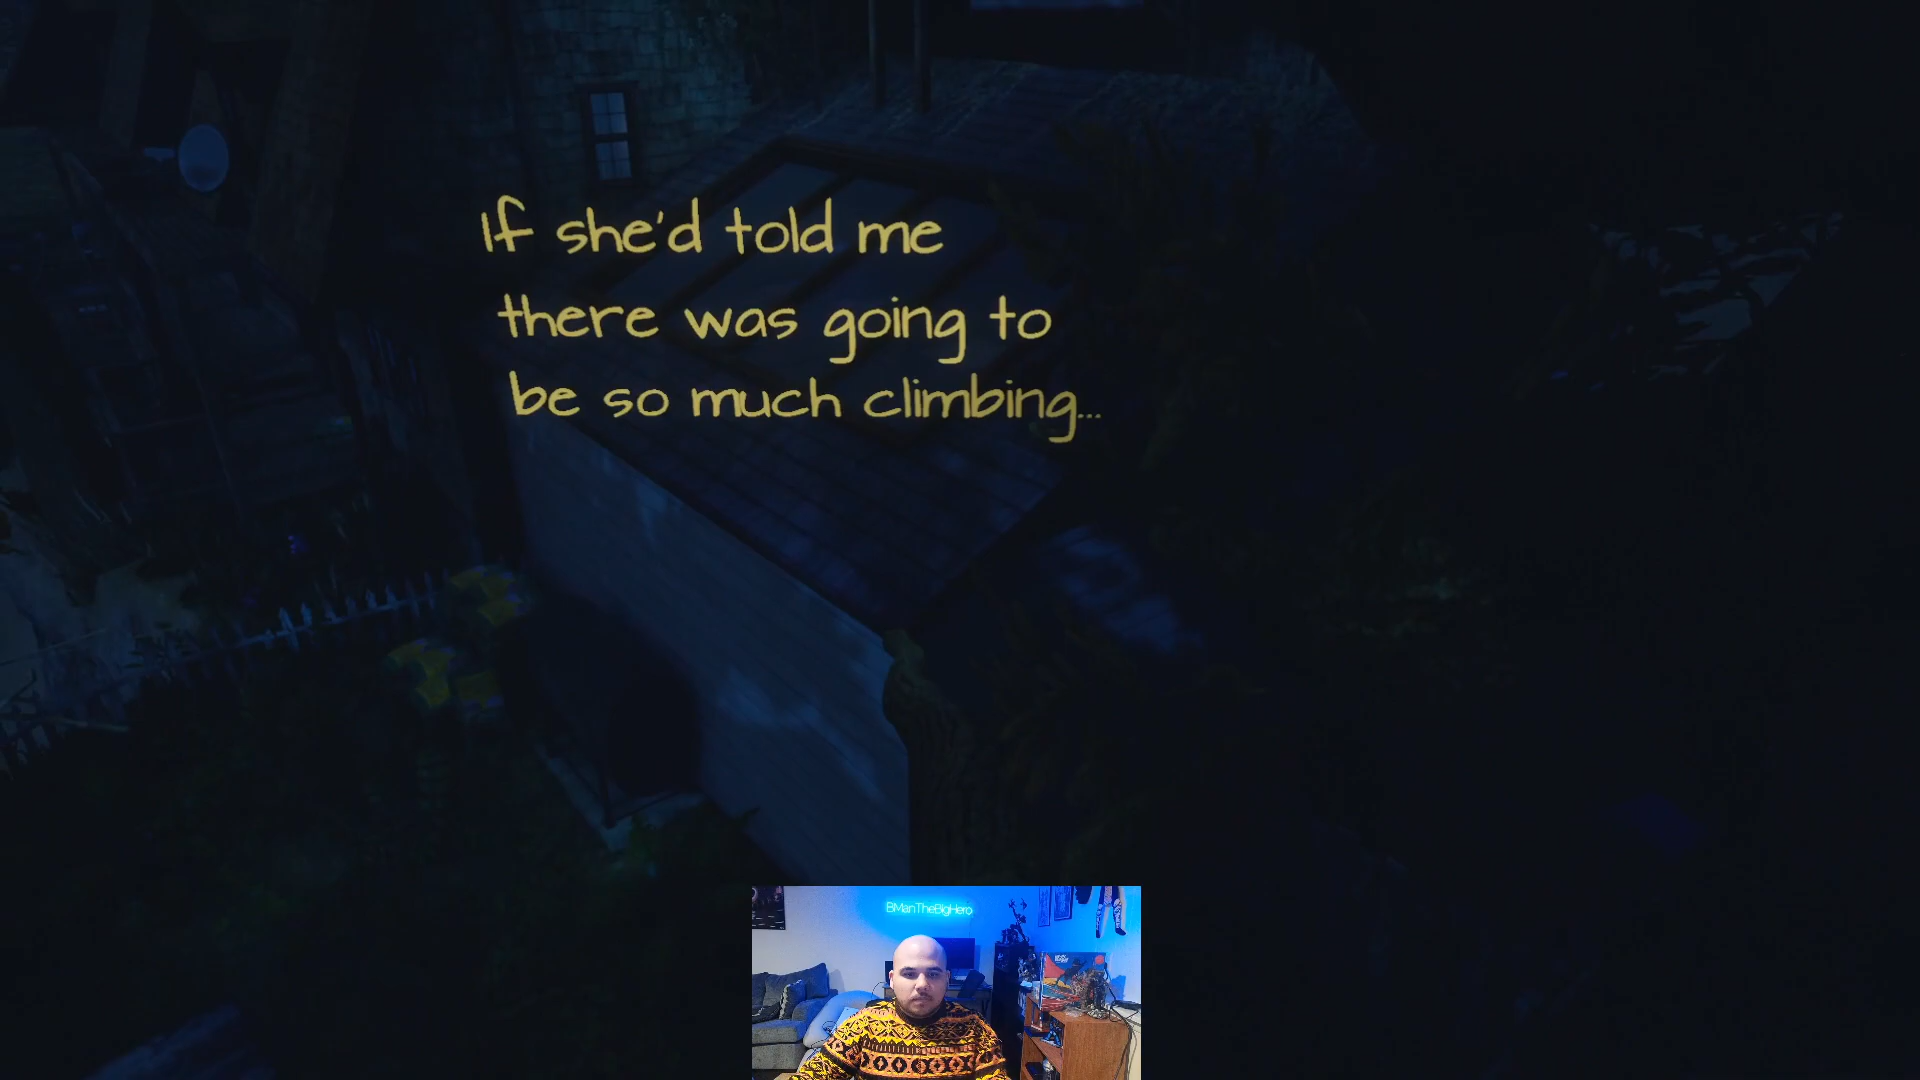 If she'd told me
there was going to
be so much climbing...
BManTheBigHero